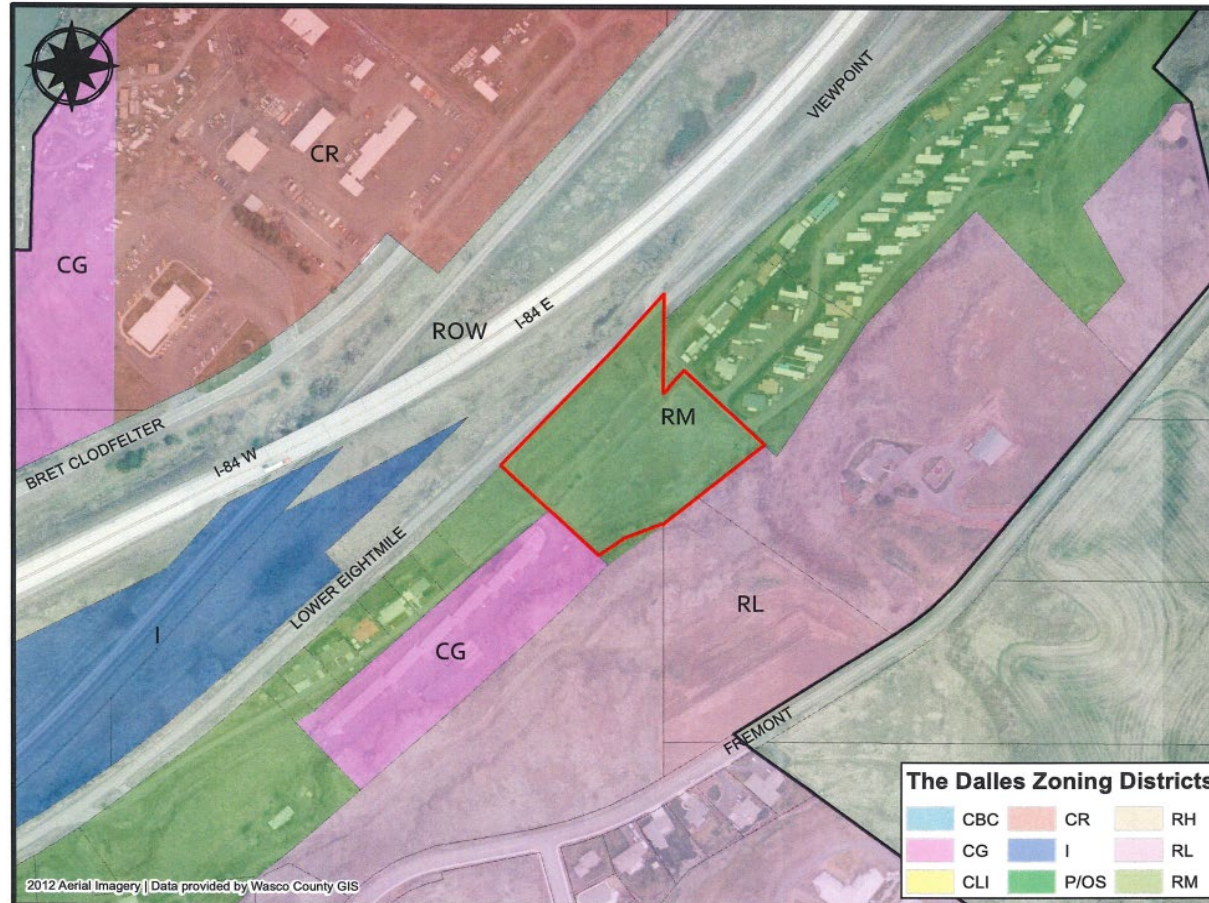 CR
VIEWPOINT
CG
ROW
I-84 E
RM
BRET CLODFELTER
I-84 W
LOWER EIGHTMILE
RL
I
CG
FREMONT
The Dalles Zoning Districts
CBC CR RH
CG I RL
CLI P/OS RM
2012 Aerial Imagery | Data provided by Wasco County GIS